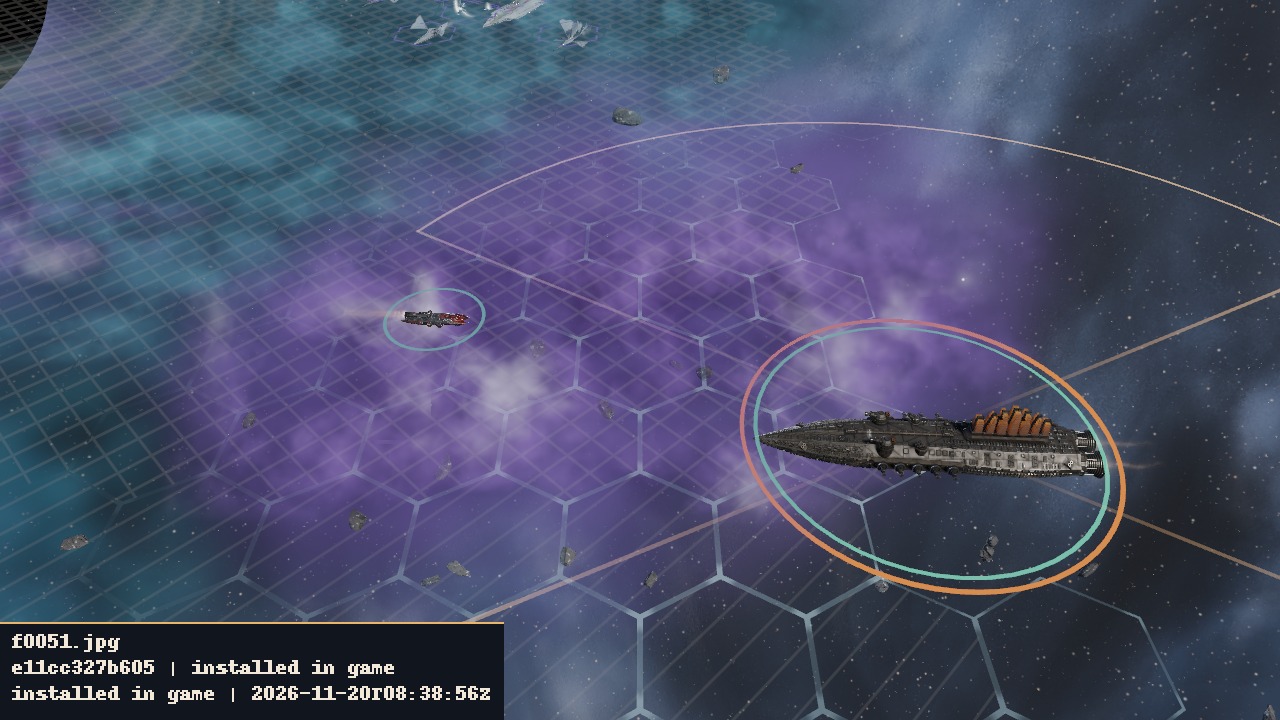 f0051.jpg
e11cc327b605 | installed in game
installed in game | 2026-11-20T08:38:56Z